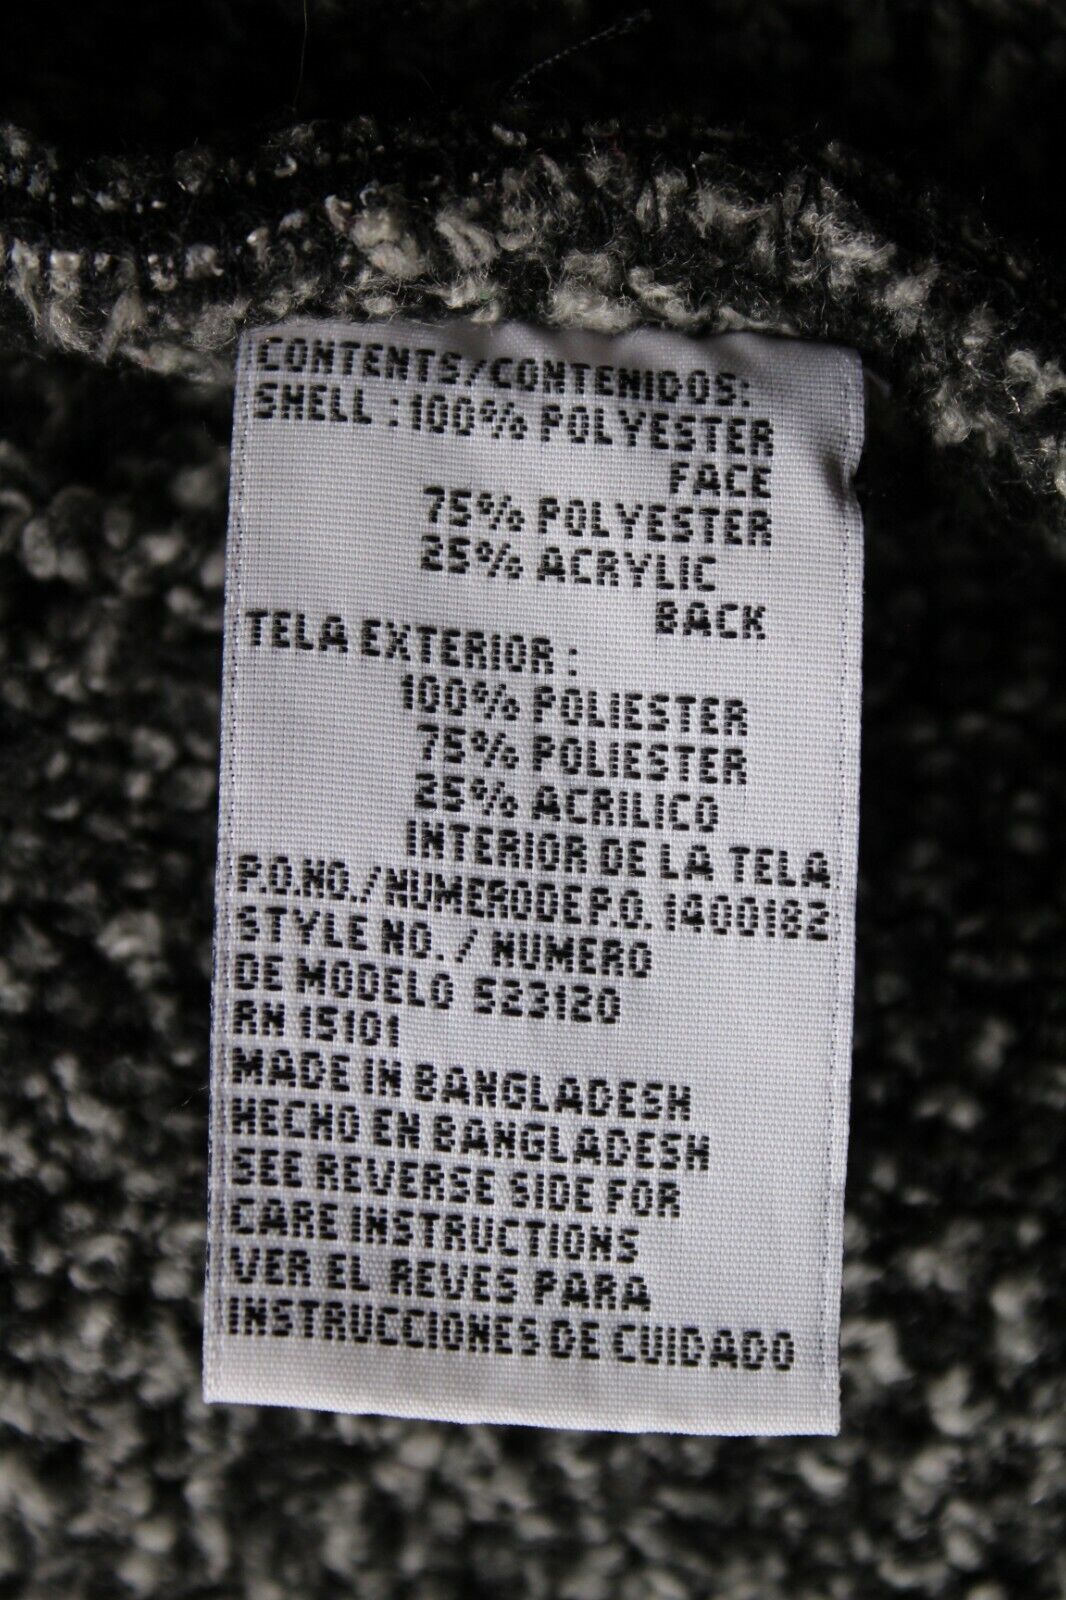 CONTENTS/CONTENIDOS:
SHELL : 100% POLYESTER
FACE
75% POLYESTER
25% ACRYLIC
BACK
TELA EXTERIOR :
100% POLIESTER
75% POLIESTER
25% ACRILICO
INTERIOR DE LA TELA
P.O.NO./NUMERO DE P.O. 1400182
STYLE NO. / NUMERO
DE MODELO 523120
RN 15101
MADE IN BANGLADESH
HECHO EN BANGLADESH
SEE REVERSE SIDE FOR
CARE INSTRUCTIONS
VER EL REVES PARA
INSTRUCCIONES DE CUIDADO